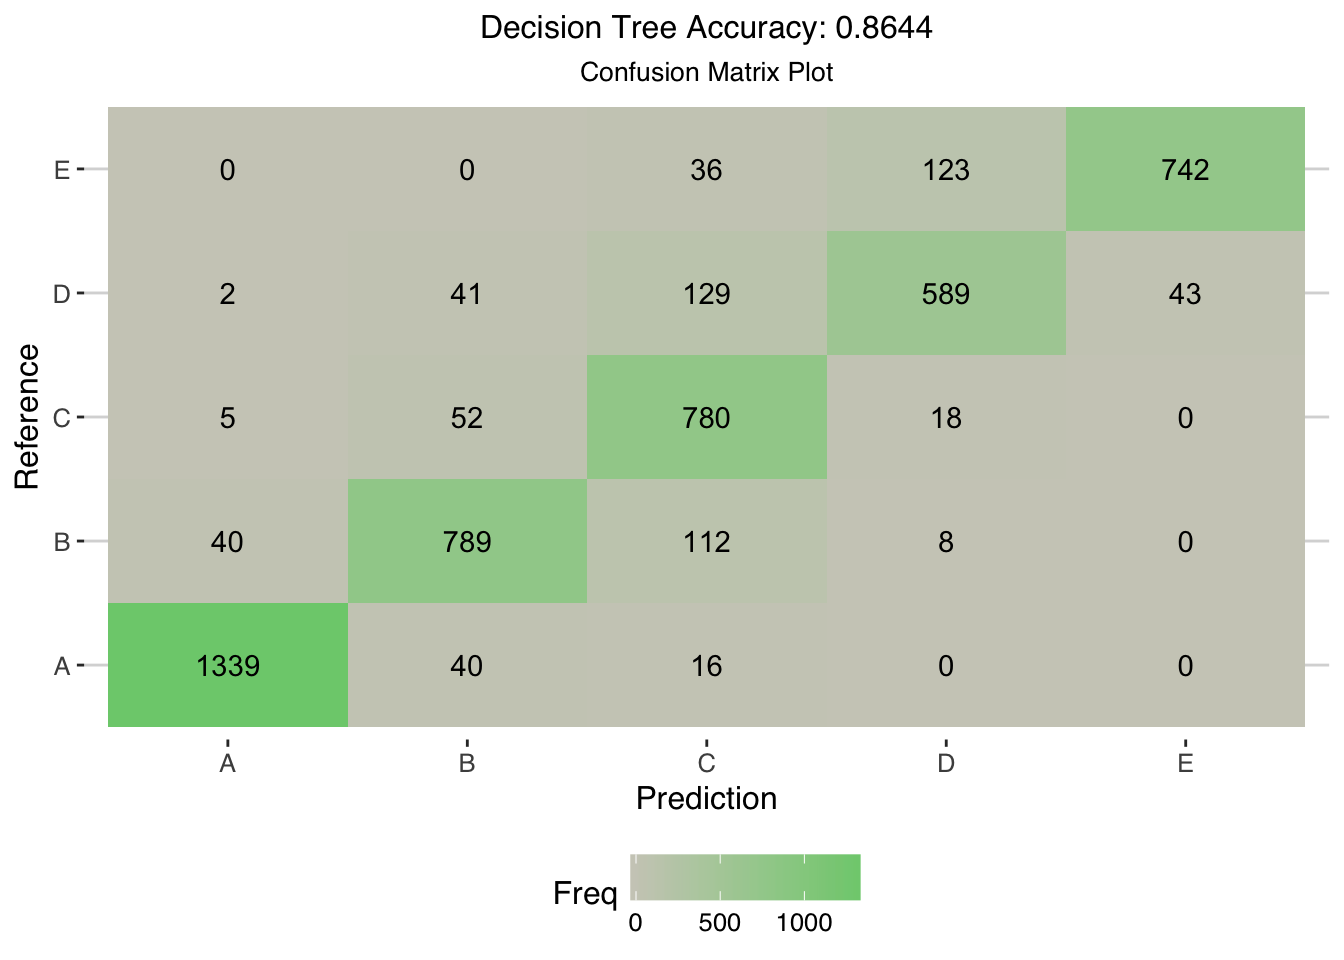 Decision Tree Accuracy: 0.8644
Confusion Matrix Plot
E 0 0 36 123 742
D 2 41 129 589 43
Reference
C 5 52 780 18 0
B 40 789 112 8 0
A 1339 40 16 0 0
A B C D E
Prediction
Freq
0 500 1000